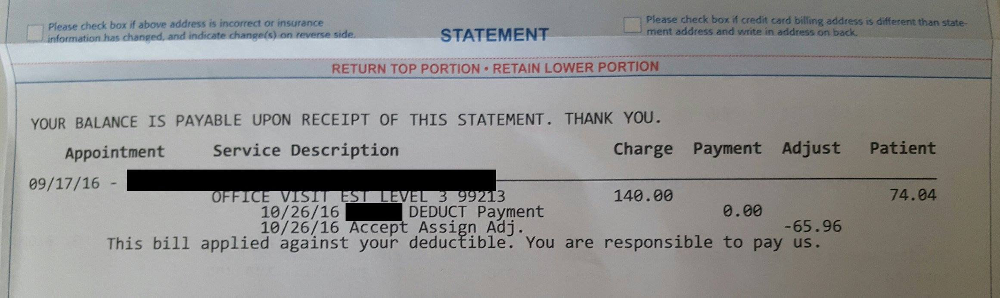 Please check box if above address is incorrect or insurance
information has changed, and indicate change(s) on reverse side.
STATEMENT
Please check box if credit card billing address is different than state-
ment address and write in address on back.
RETURN TOP PORTION • RETAIN LOWER PORTION
YOUR BALANCE IS PAYABLE UPON RECEIPT OF THIS STATEMENT. THANK YOU.
Appointment Service Description Charge Payment Adjust Patient
09/17/16 -
OFFICE VISIT EST LEVEL 3 99213 140.00 74.04
10/26/16 DEDUCT Payment 0.00
10/26/16 Accept Assign Adj. -65.96
This bill applied against your deductible. You are responsible to pay us.